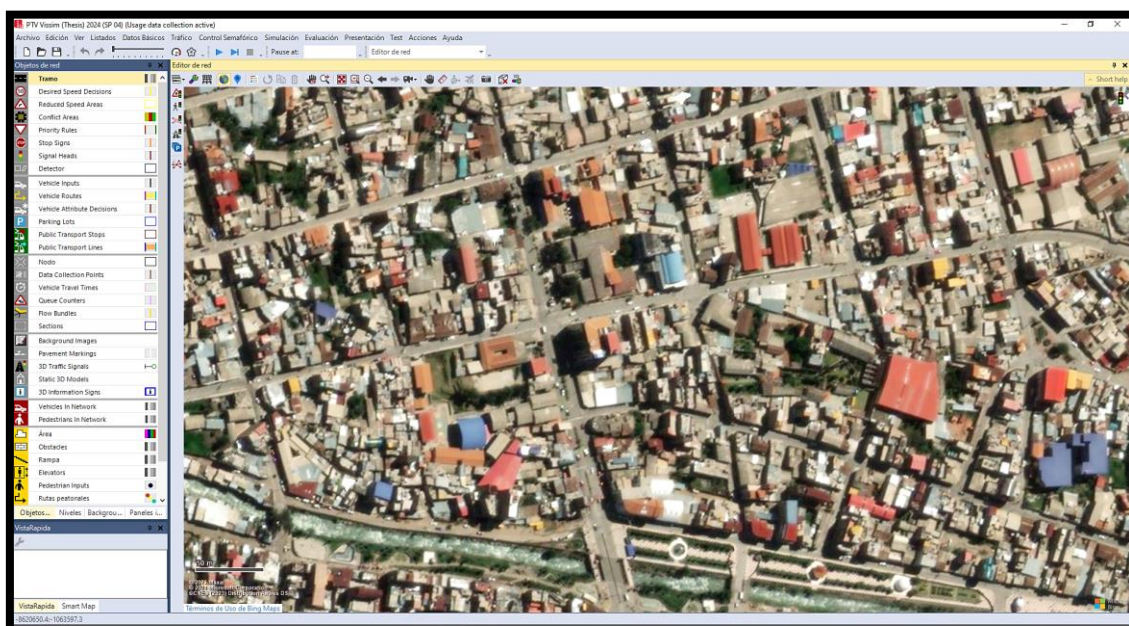 PTV Vissim (Thesis) 2024 (SP 04) (Usage data collection active)
Archivo Edición Ver Listados Datos Básicos Tráfico Control Semafórico Simulación Evaluación Presentación Test Acciones Ayuda
Pause at: Editor de red
Objetos de red
Editor de red
Short help
Tramo
Desired Speed Decisions
Reduced Speed Areas
Conflict Areas
Priority Rules
Stop Signs
Signal Heads
Detector
Vehicle Inputs
Vehicle Routes
Vehicle Attribute Decisions
Parking Lots
Public Transport Stops
Public Transport Lines
Nodo
Data Collection Points
Vehicle Travel Times
Queue Counters
Flow Bundles
Sections
Background Images
Pavement Markings
3D Traffic Signals
Static 3D Models
3D Information Signs
Vehicles In Network
Pedestrians In Network
Área
Obstacles
Rampa
Elevators
Pedestrian Inputs
Rutas peatonales
Objetos... Niveles Backgrou... Paneles i...
VistaRapida
VistaRapida Smart Map
50 m
Términos de Uso de Bing Maps
-8620650.4:-1063597.3